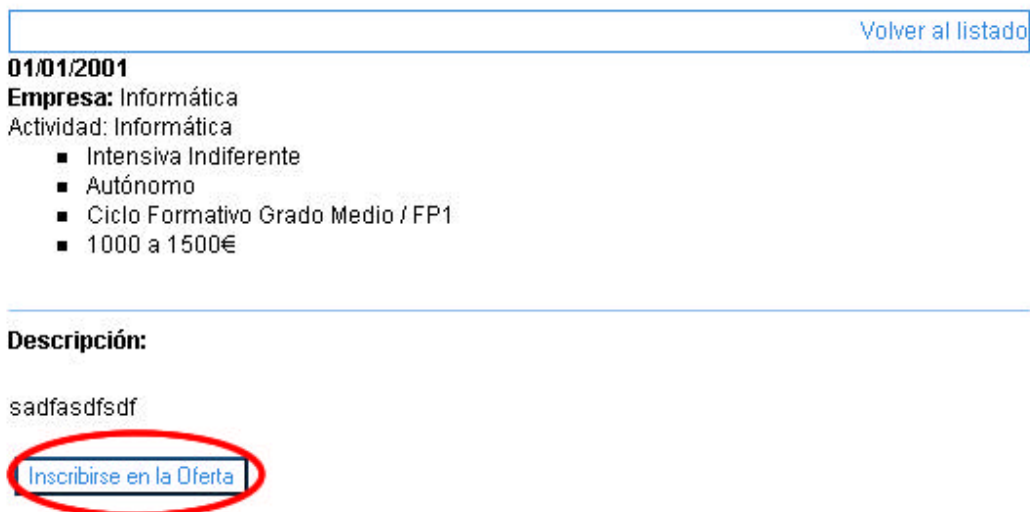 Volver al listado
01/01/2001
Empresa: Informática
Actividad: Informática
Intensiva Indiferente
Autónomo
Ciclo Formativo Grado Medio / FP1
1000 a 1500€
Descripción:
sadfasdfsdf
Inscribirse en la Oferta